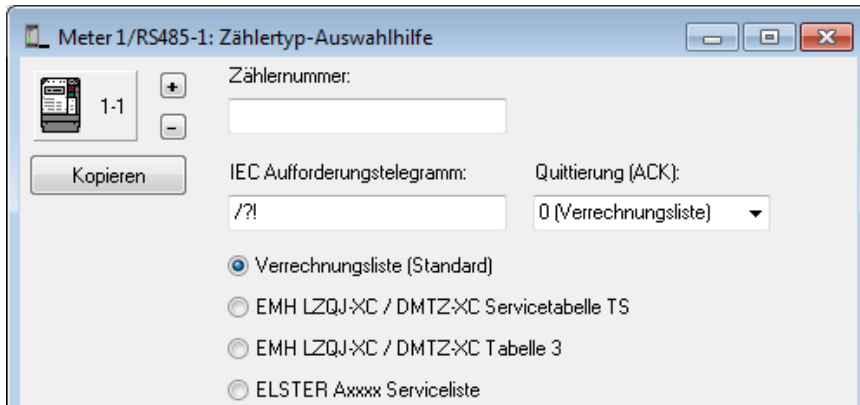 Meter 1/RS485-1: Zählertyp-Auswahlhilfe
1-1
+
-
Kopieren
Zählernummer:
IEC Aufforderungstelegramm:
/?!
Quittierung (ACK):
0 (Verrechnungsliste)
Verrechnungsliste (Standard)
EMH LZQJ-XC / DMTZ-XC Servicetabelle TS
EMH LZQJ-XC / DMTZ-XC Tabelle 3
ELSTER Axxxx Serviceliste